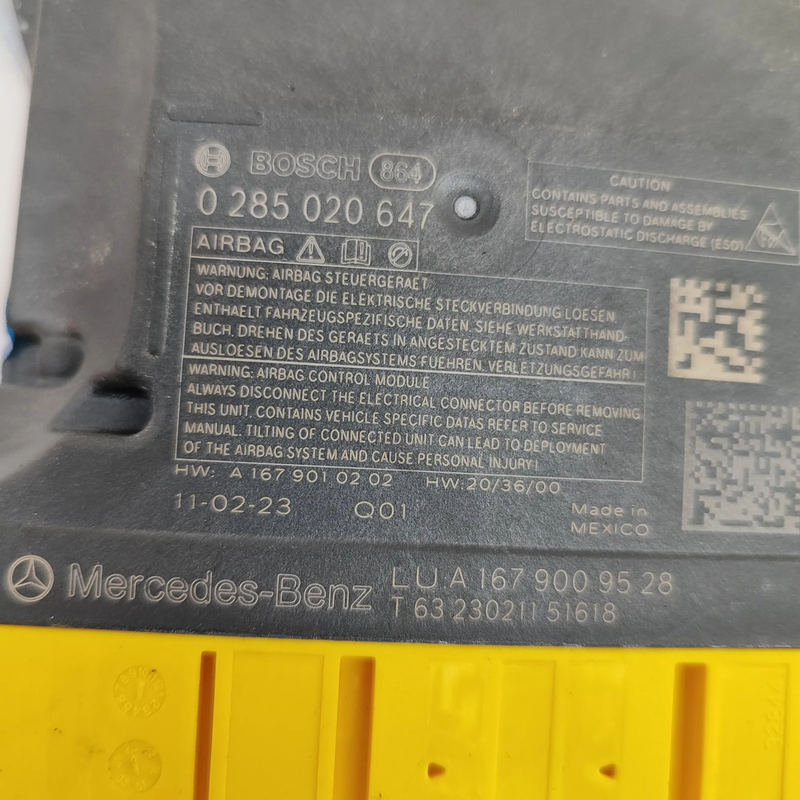 BOSCH 864
0 285 020 647
CAUTION
CONTAINS PARTS AND ASSEMBLIES
SUSCEPTIBLE TO DAMAGE BY
ELECTROSTATIC DISCHARGE (ESD)
AIRBAG
WARNUNG: AIRBAG STEUERGERAET
VOR DEMONTAGE DIE ELEKTRISCHE STECKVERBINDUNG LOESEN.
ENTHAELT FAHRZEUGSPEZIFISCHE DATEN. SIEHE WERKSTATTHAND-
BUCH. DREHEN DES GERAETS IN ANGESTECKTEM ZUSTAND KANN ZUM
AUSLOESEN DES AIRBAGSYSTEMS FUEHREN. VERLETZUNGSGEFAHR!
WARNING: AIRBAG CONTROL MODULE
ALWAYS DISCONNECT THE ELECTRICAL CONNECTOR BEFORE REMOVING
THIS UNIT. CONTAINS VEHICLE SPECIFIC DATAS REFER TO SERVICE
MANUAL. TILTING OF CONNECTED UNIT CAN LEAD TO DEPLOYMENT
OF THE AIRBAG SYSTEM AND CAUSE PERSONAL INJURY!
HW: A 167 901 02 02 HW:20/36/00
11-02-23 Q01
Made in
MEXICO
Mercedes-Benz LU A 167 900 95 28
T 63 23021151618